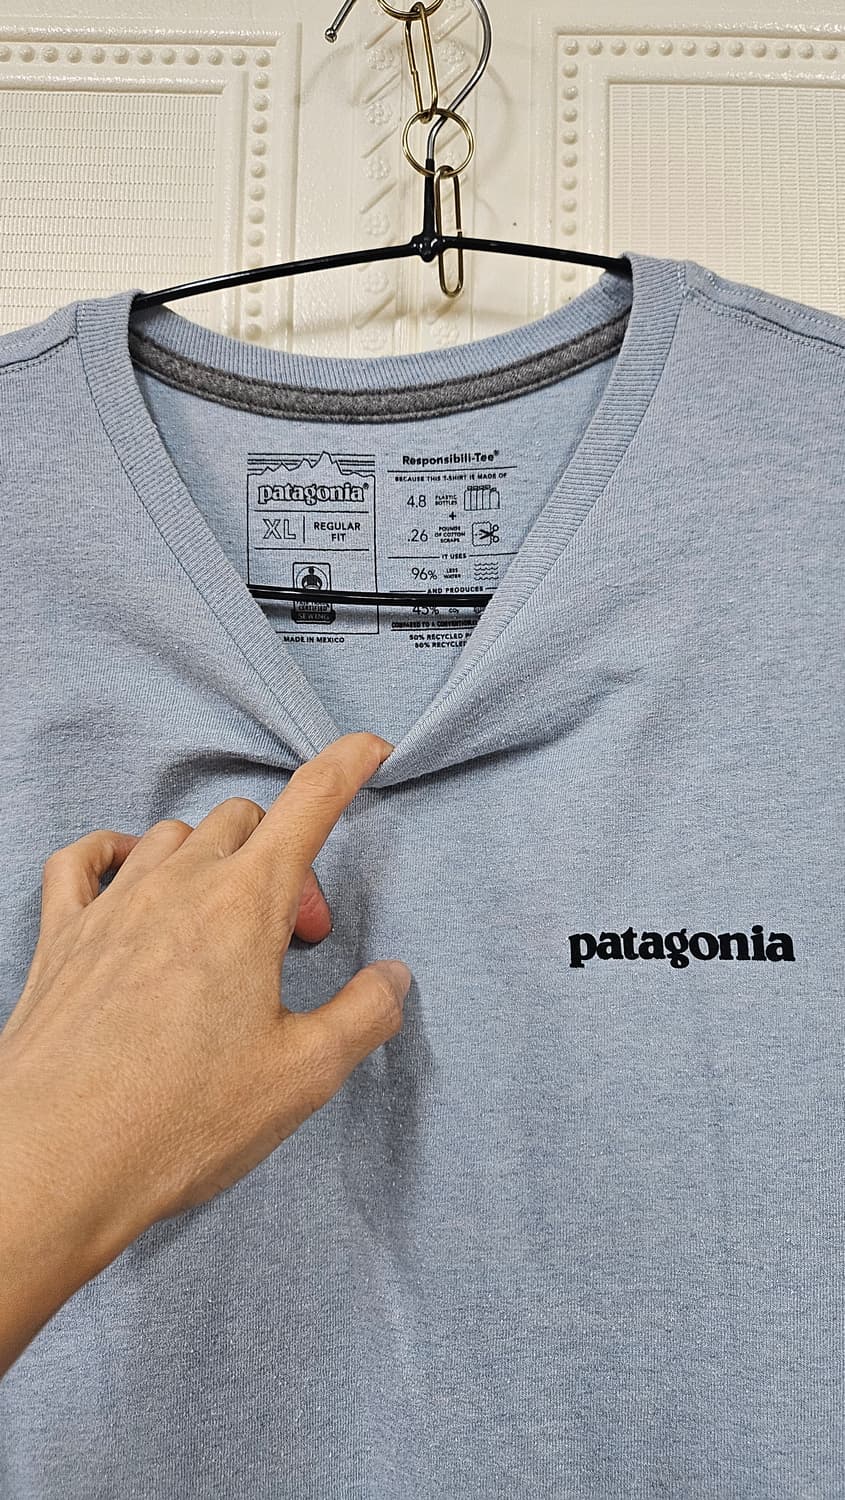 patagonia®
XL
REGULAR
FIT
SEWING
MADE IN MEXICO
Responsibili-Tee®
BECAUSE THIS T-SHIRT IS MADE OF
4.8 PLASTIC
BOTTLES
+
.26 POUNDS
OF COTTON
SCRAPS
IT USES
96% LESS
WATER
AND PRODUCES
45% CO₂
COMPARED TO A
50% RECYCLED
50% RECYCLED
patagonia